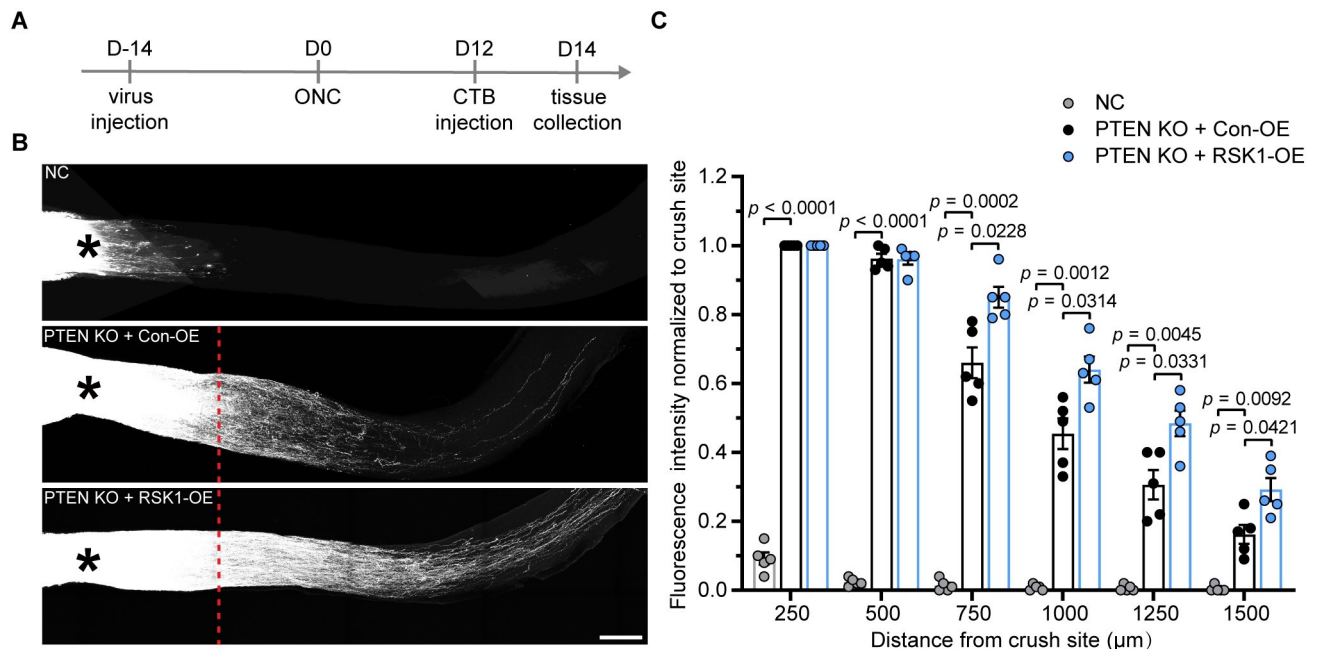 A
D-14
D0
D12
D14
virus
injection
ONC
CTB
injection
tissue
collection
B
NC
*
PTEN KO + Con-OE
*
PTEN KO + RSK1-OE
*
C
NC
PTEN KO + Con-OE
PTEN KO + RSK1-OE
Fluorescence intensity normalized to crush site
1.2
1.0
0.8
0.6
0.4
0.2
0.0
p < 0.0001
p < 0.0001
p = 0.0002
p = 0.0228
p = 0.0012
p = 0.0314
p = 0.0045
p = 0.0331
p = 0.0092
p = 0.0421
250
500
750
1000
1250
1500
Distance from crush site (μm）